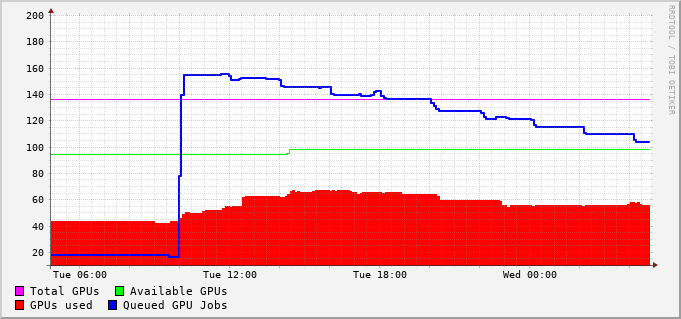 RRDTOOL / TOBI OETIKER
200
180
160
140
120
100
80
60
40
20
Tue 06:00 Tue 12:00 Tue 18:00 Wed 00:00
Total GPUs Available GPUs
GPUs used Queued GPU Jobs